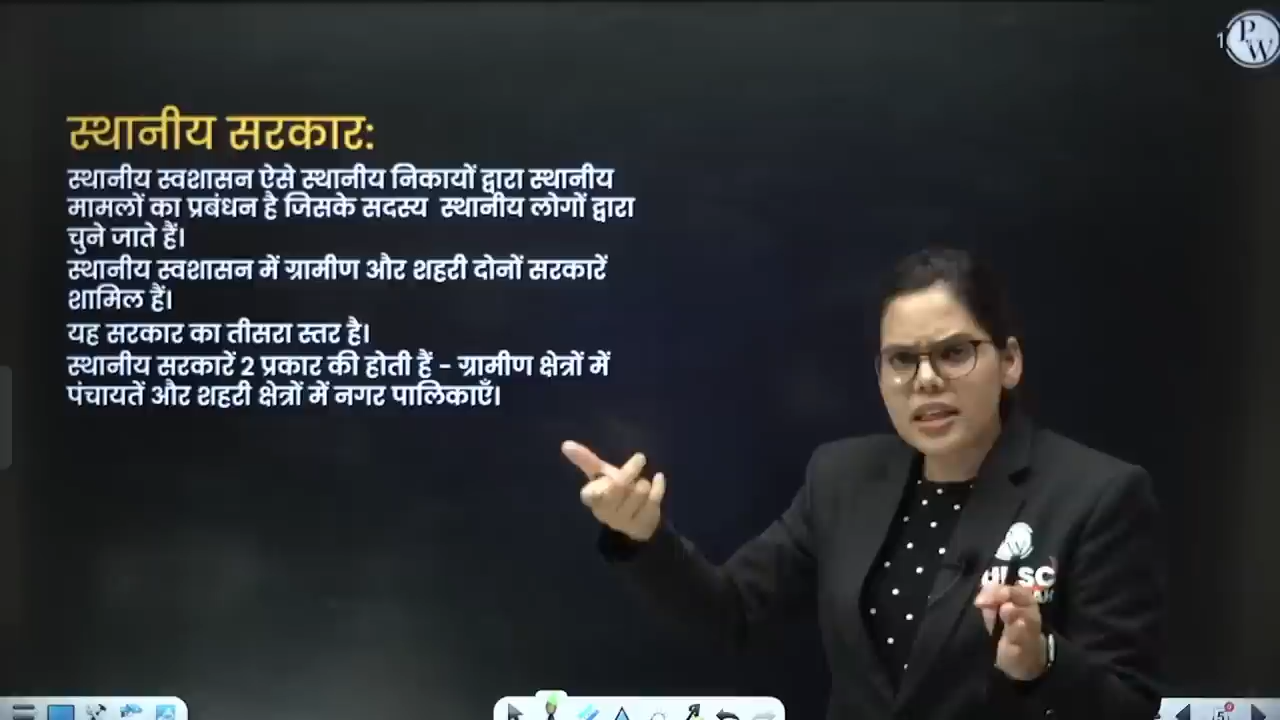 PW
स्थानीय सरकार:
स्थानीय स्वशासन ऐसे स्थानीय निकायों द्वारा स्थानीय
मामलों का प्रबंधन है जिसके सदस्य स्थानीय लोगों द्वारा
चुने जाते हैं।
स्थानीय स्वशासन में ग्रामीण और शहरी दोनों सरकारें
शामिल हैं।
यह सरकार का तीसरा स्तर है।
स्थानीय सरकारें 2 प्रकार की होती हैं - ग्रामीण क्षेत्रों में
पंचायतें और शहरी क्षेत्रों में नगर पालिकाएँ।